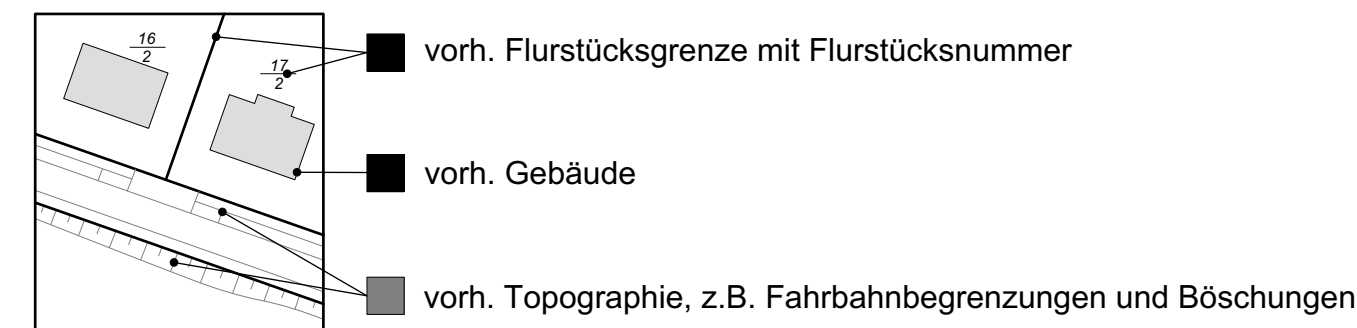 16
2
17
2
vorh. Flurstücksgrenze mit Flurstücksnummer
vorh. Gebäude
vorh. Topographie, z.B. Fahrbahnbegrenzungen und Böschungen